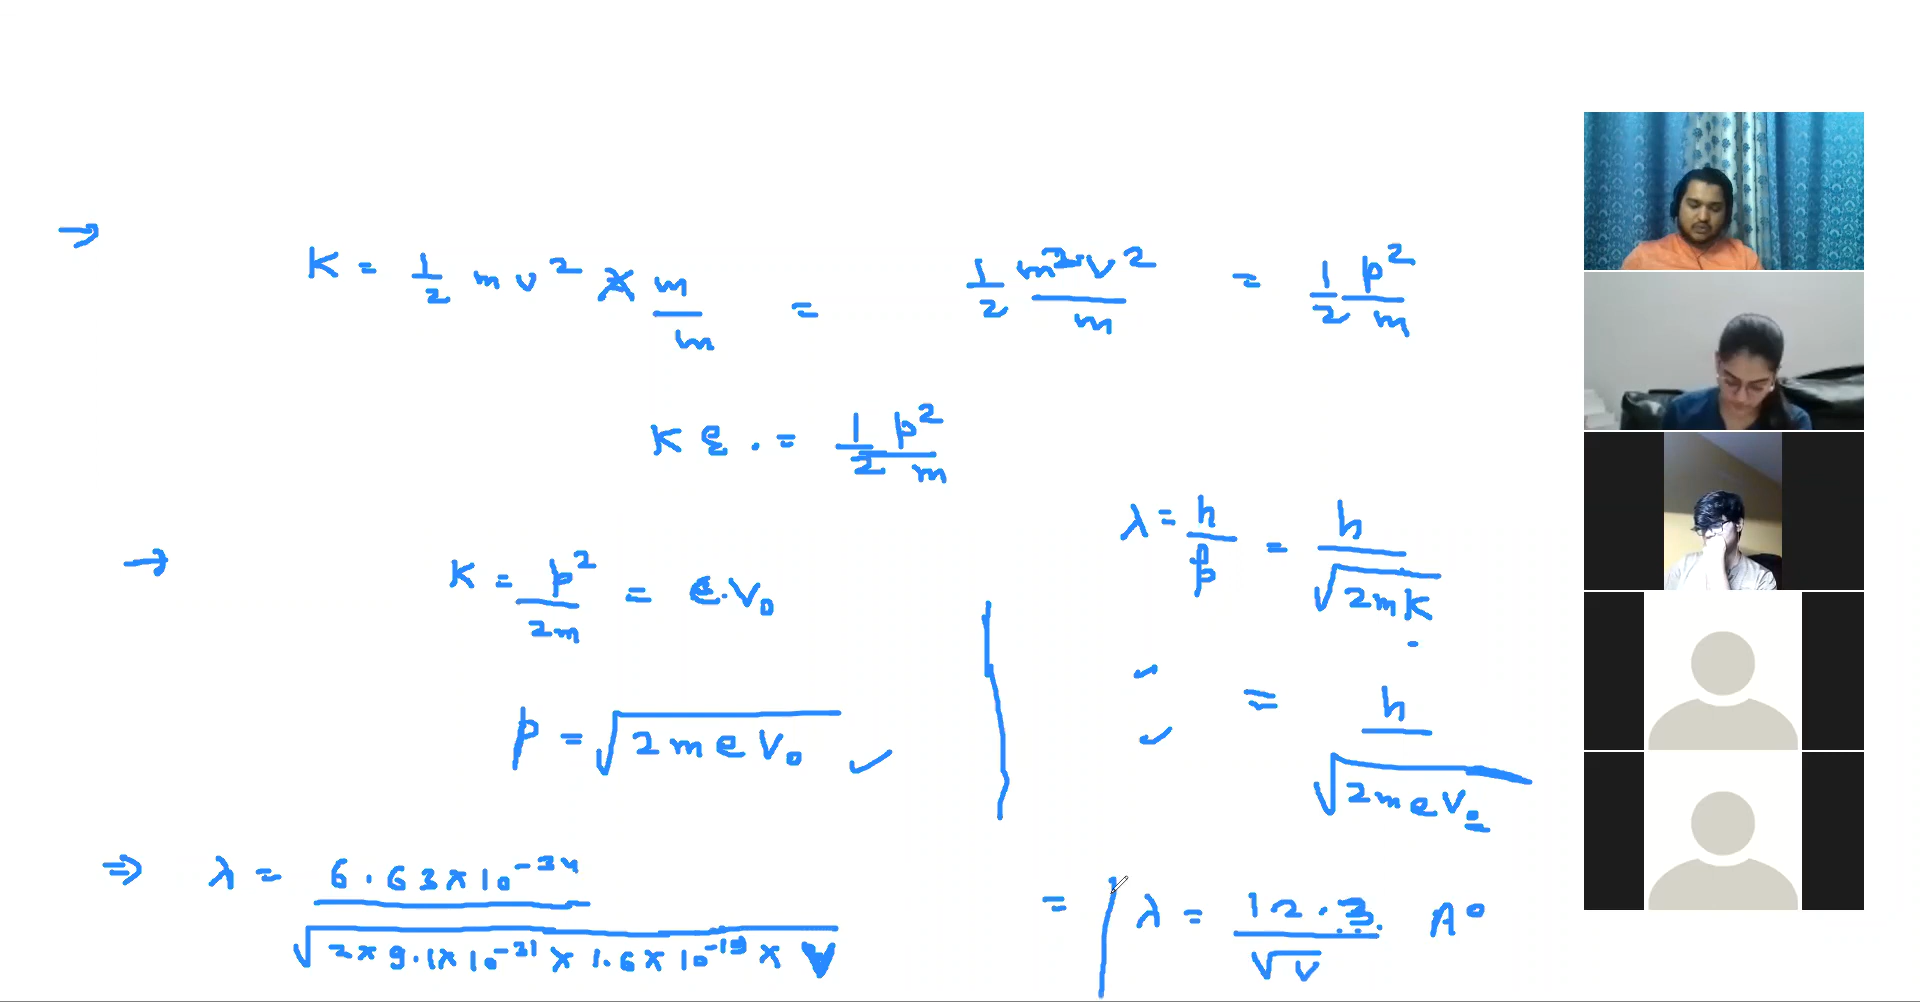 → K = 1/2 m v² × m/m = 1/2 m²v²/m = 1/2 p²/m
K E . = 1/2 p²/m
λ = h/p = h/√2mK
→ K = p²/2m = e.V₀
p = √2meV₀ ✓
= h/√2meV₀
⇒ λ = 6.63×10⁻³⁴/√2×9.1×10⁻³¹×1.6×10⁻¹⁹×V
= λ = 12.3/√V A°